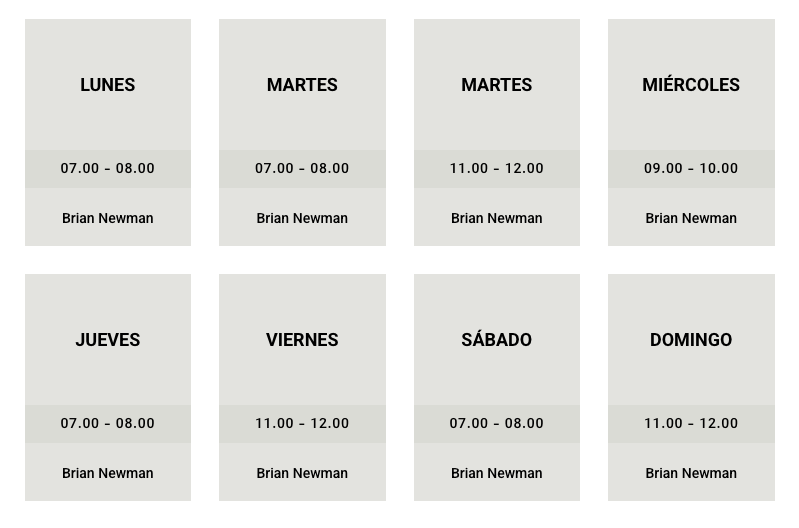 LUNES
07.00 - 08.00
Brian Newman
MARTES
07.00 - 08.00
Brian Newman
MARTES
11.00 - 12.00
Brian Newman
MIÉRCOLES
09.00 - 10.00
Brian Newman
JUEVES
07.00 - 08.00
Brian Newman
VIERNES
11.00 - 12.00
Brian Newman
SÁBADO
07.00 - 08.00
Brian Newman
DOMINGO
11.00 - 12.00
Brian Newman